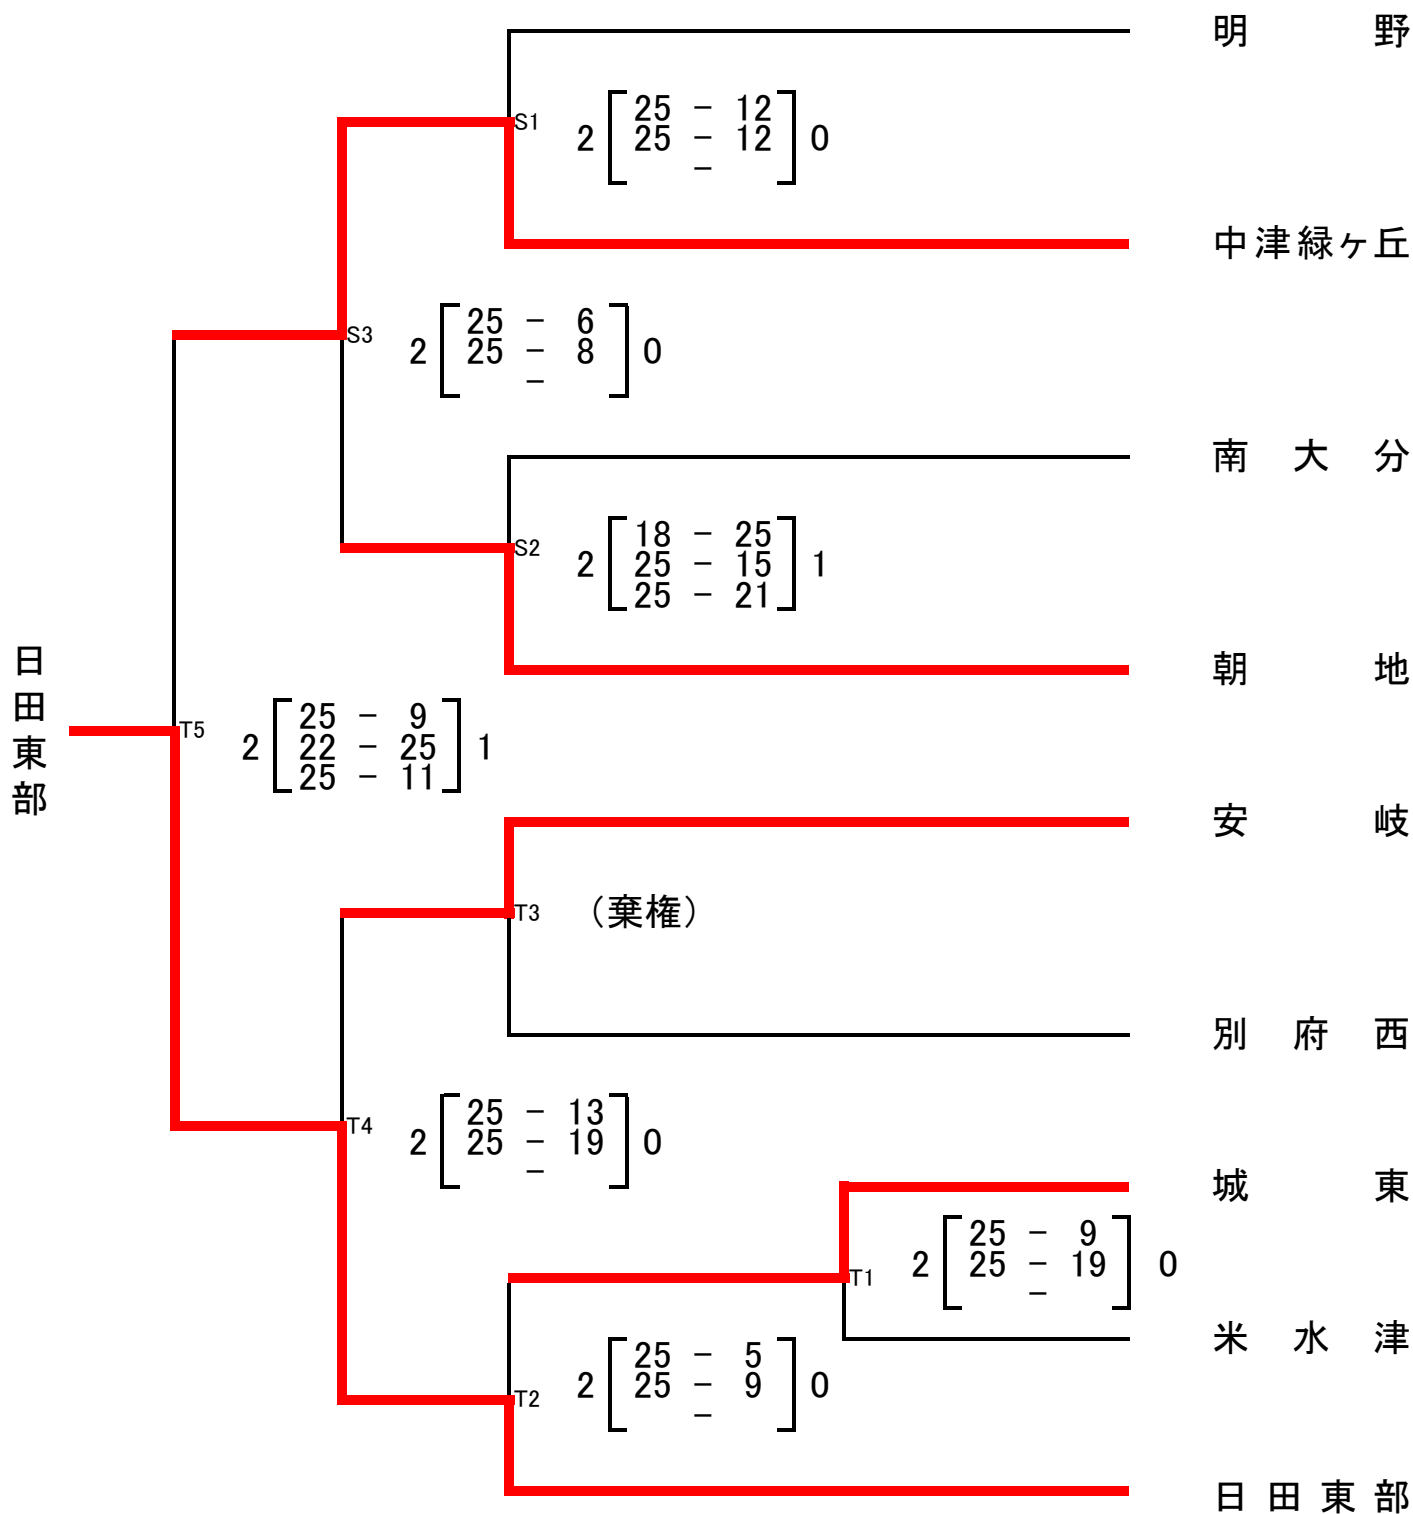 明野
S1
2 25 - 12 0
25 - 12
-
中津緑ヶ丘
S3
2 25 - 6 0
25 - 8
-
南大分
S2
2 18 - 25 1
25 - 15
25 - 21
朝地
日田東部
T5
2 25 - 9 1
22 - 25
25 - 11
安岐
T3
（棄権）
別府西
T4
2 25 - 13 0
25 - 19
-
城東
T1
2 25 - 9 0
25 - 19
-
米水津
T2
2 25 - 5 0
25 - 9
-
日田東部